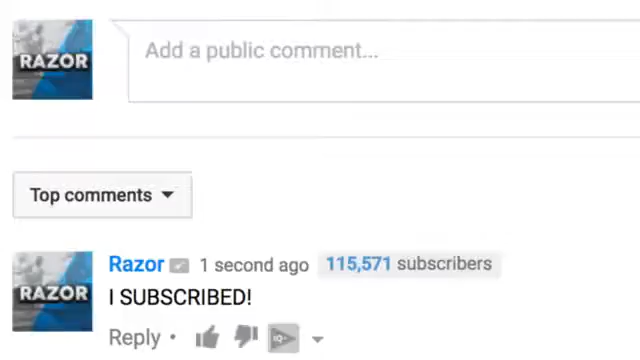 RAZOR
Add a public comment...
Top comments
RAZOR
Razor 1 second ago 115,571 subscribers
I SUBSCRIBED!
Reply •